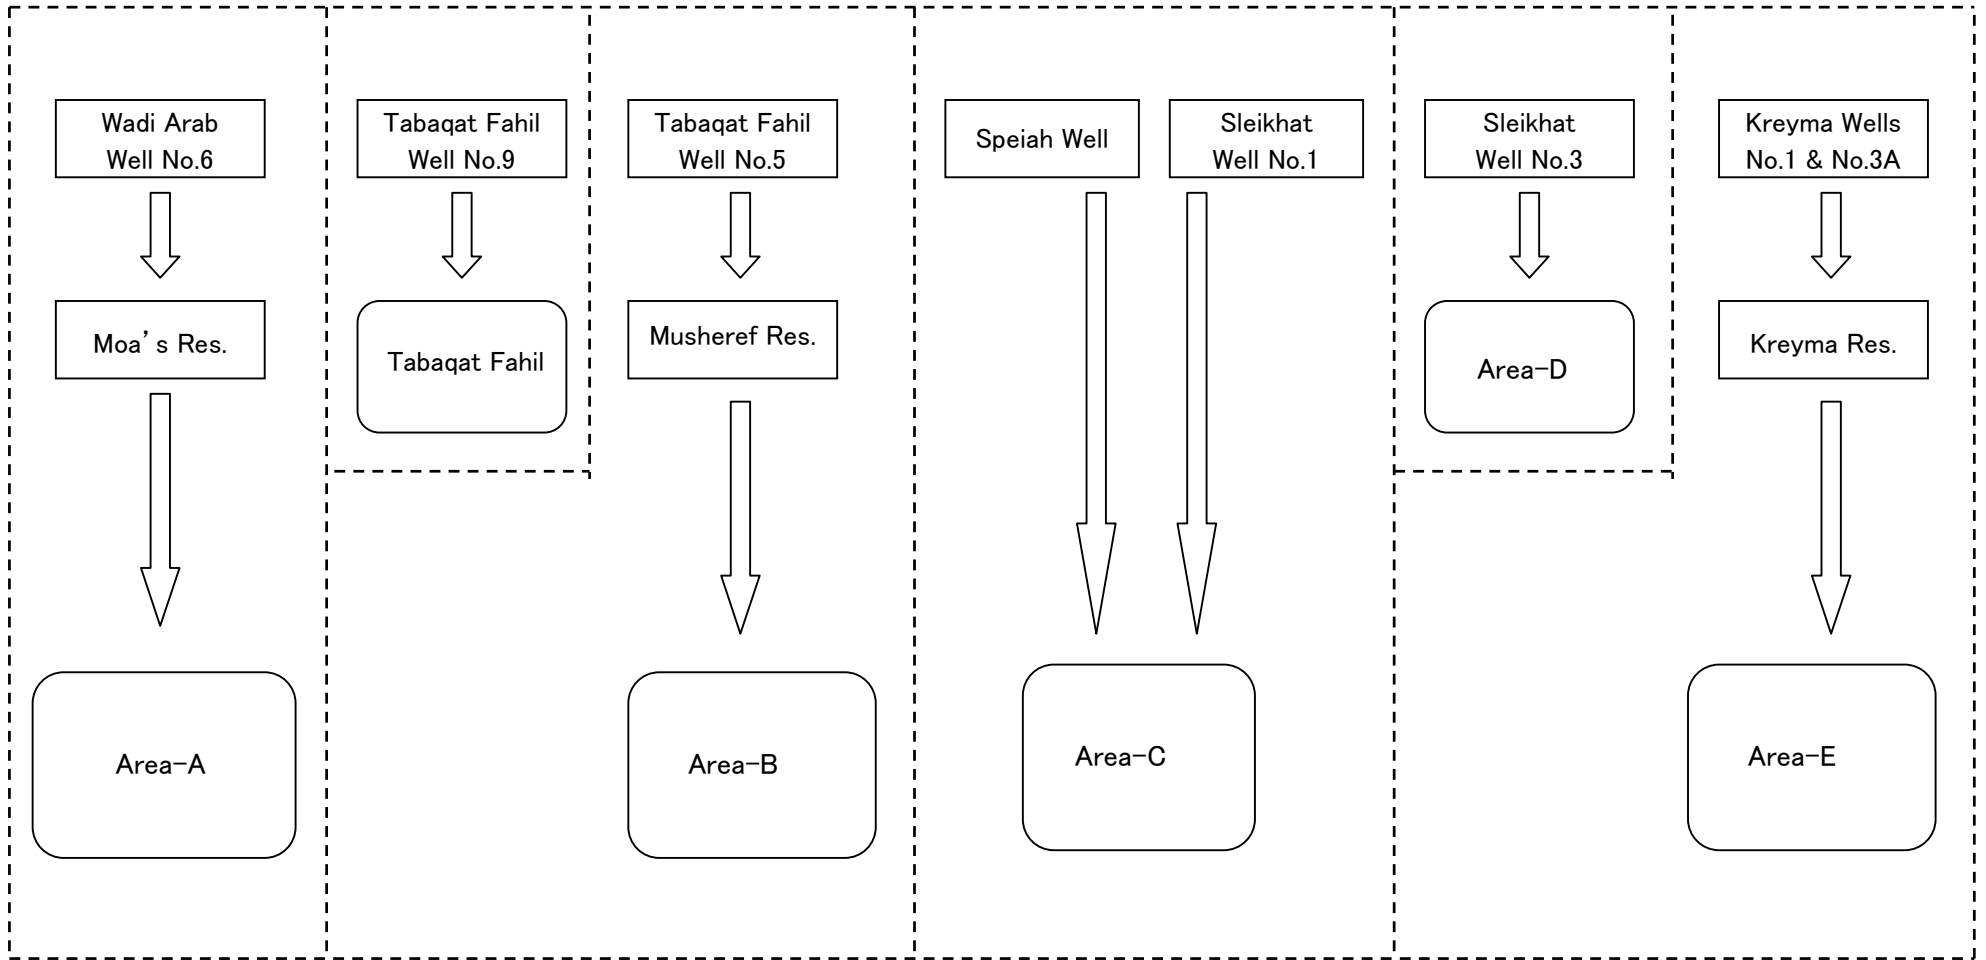 Wadi Arab
Well No.6
Tabaqat Fahil
Well No.9
Tabaqat Fahil
Well No.5
Speiah Well
Sleikhat
Well No.1
Sleikhat
Well No.3
Kreyma Wells
No.1 & No.3A
Moa's Res.
Tabaqat Fahil
Musheref Res.
Area-D
Kreyma Res.
Area-A
Area-B
Area-C
Area-E